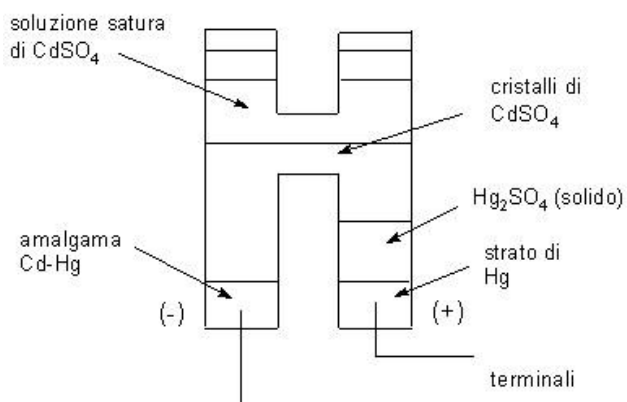 soluzione satura
di CdSO₄
cristalli di
CdSO₄
Hg₂SO₄ (solido)
amalgama
Cd-Hg
strato di
Hg
(-)
(+)
terminali